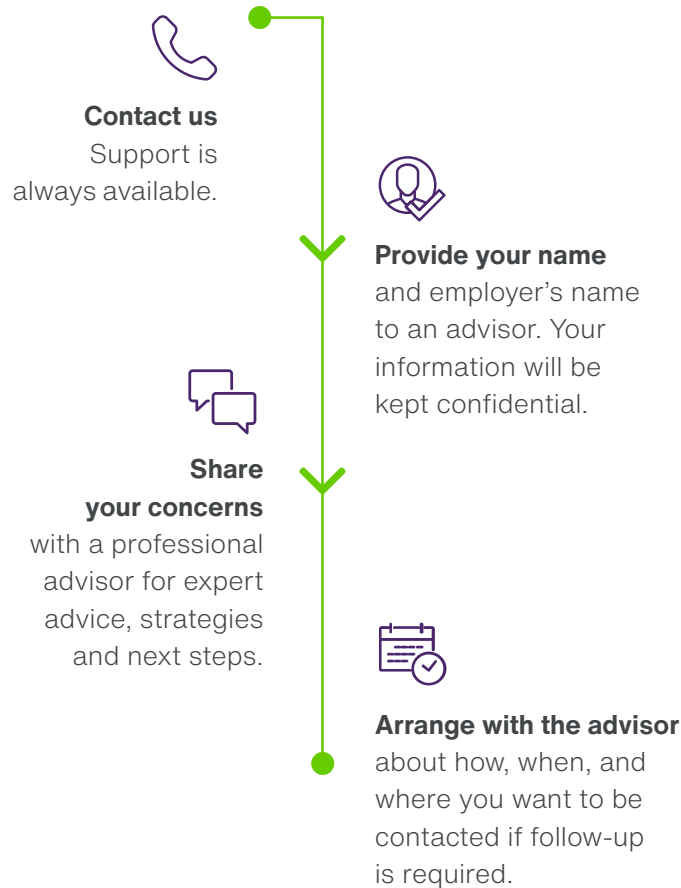 Contact us
Support is
always available.
Provide your name
and employer’s name
to an advisor. Your
information will be
kept confidential.
Share
your concerns
with a professional
advisor for expert
advice, strategies
and next steps.
Arrange with the advisor
about how, when, and
where you want to be
contacted if follow-up
is required.